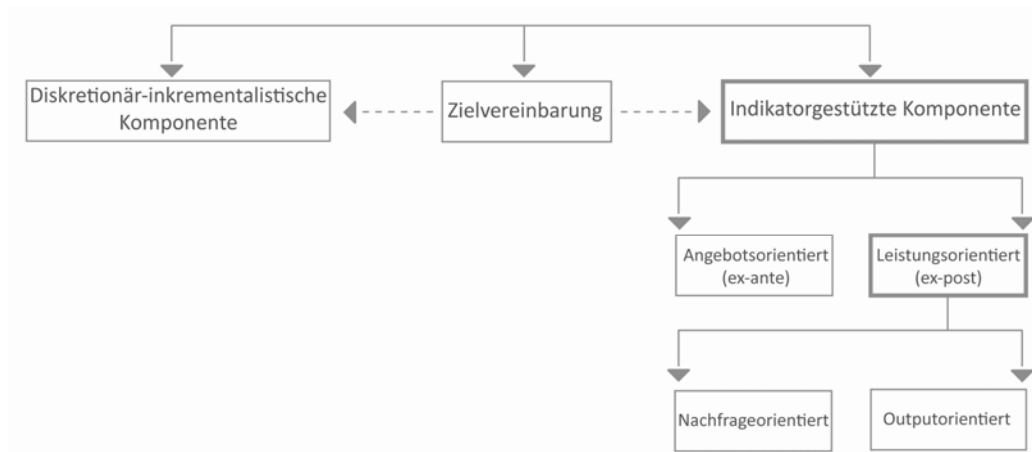 Diskretionär-inkrementalistische
Komponente
Zielvereinbarung
Indikatorgestützte Komponente
Angebotsorientiert
(ex-ante)
Leistungsorientiert
(ex-post)
Nachfrageorientiert
Outputorientiert